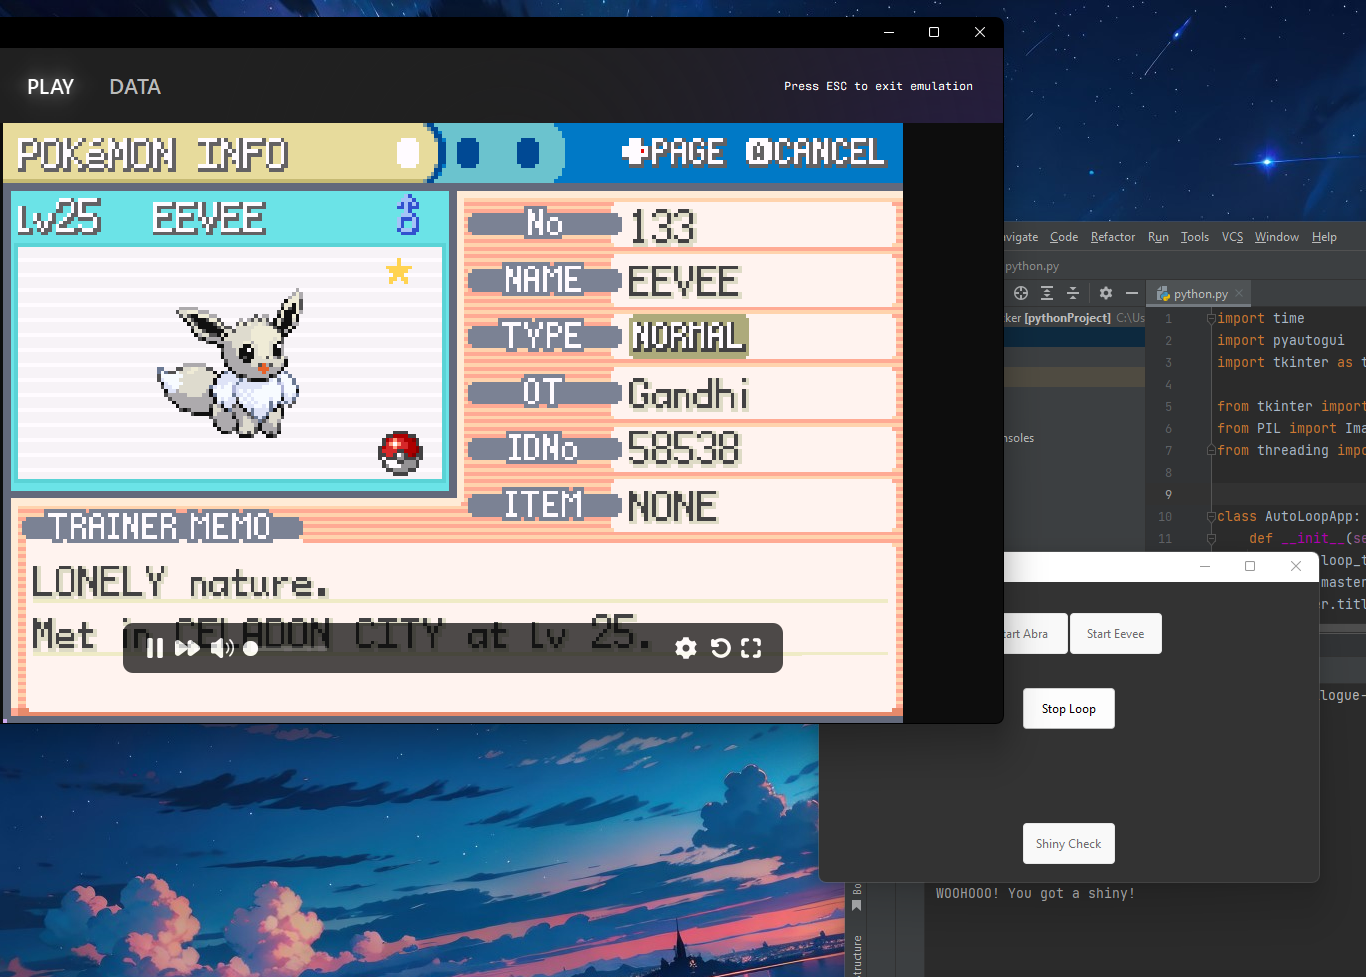 PLAY DATA Press ESC to exit emulation
POKéMON INFO PAGE CANCEL
Lv25 EEVEE
No 133
NAME EEVEE
TYPE NORMAL
OT Gandhi
IDNo 58538
ITEM NONE
TRAINER MEMO
LONELY nature.
Met in CELADON CITY at lv 25.
vigate Code Refactor Run Tools VCS Window Help
python.py
python.py
ker [pythonProject] C:\Us
nsoles
1 import time
2 import pyautogui
3 import tkinter as t
4
5 from tkinter import
6 from PIL import Ima
7 from threading impo
8
9
10 class AutoLoopApp:
11 def __init__(se
loop_t
master
r.titl
art Abra Start Eevee
Stop Loop
Shiny Check
logue-
WOOHOOO! You got a shiny!
Bo
structure